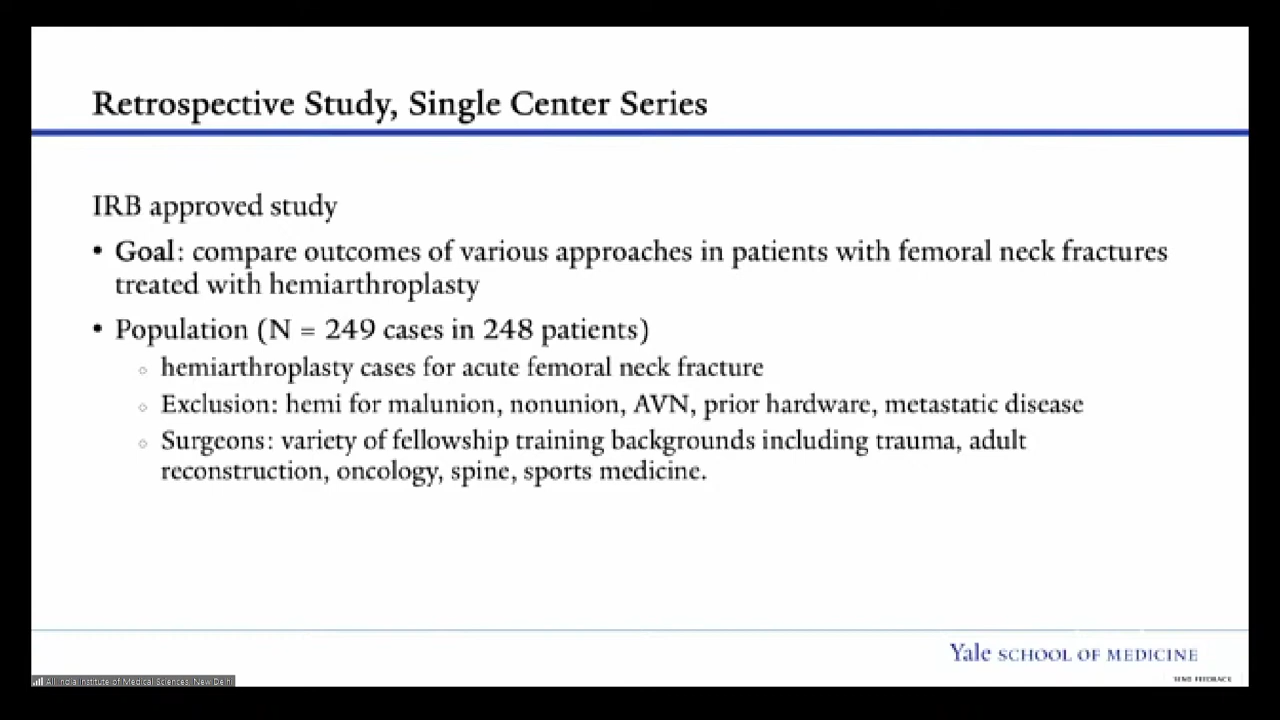 Retrospective Study, Single Center Series
IRB approved study
• Goal: compare outcomes of various approaches in patients with femoral neck fractures
treated with hemiarthroplasty
• Population (N = 249 cases in 248 patients)
◦ hemiarthroplasty cases for acute femoral neck fracture
◦ Exclusion: hemi for malunion, nonunion, AVN, prior hardware, metastatic disease
◦ Surgeons: variety of fellowship training backgrounds including trauma, adult
reconstruction, oncology, spine, sports medicine.
Yale SCHOOL OF MEDICINE
SEND FEEDBACK
All India Institute of Medical Sciences, New Delhi